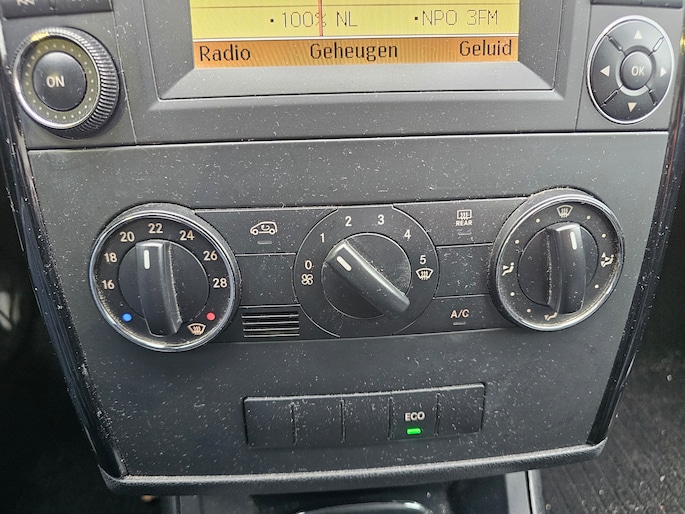 100% NL NPO 3FM
Radio Geheugen Geluid
ON
OK
16 18 20 22 24 26 28
0 1 2 3 4 5
REAR
A/C
ECO